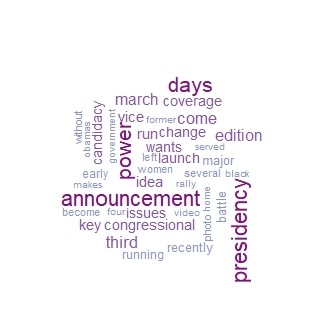 days
march coverage
vice former come
without
obamas
candidacy
government
power
run change edition
wants served
left launch major
women several black
early idea rally
makes
announcement
become four issues video
photo home
battle
presidency
key congressional
third recently
running